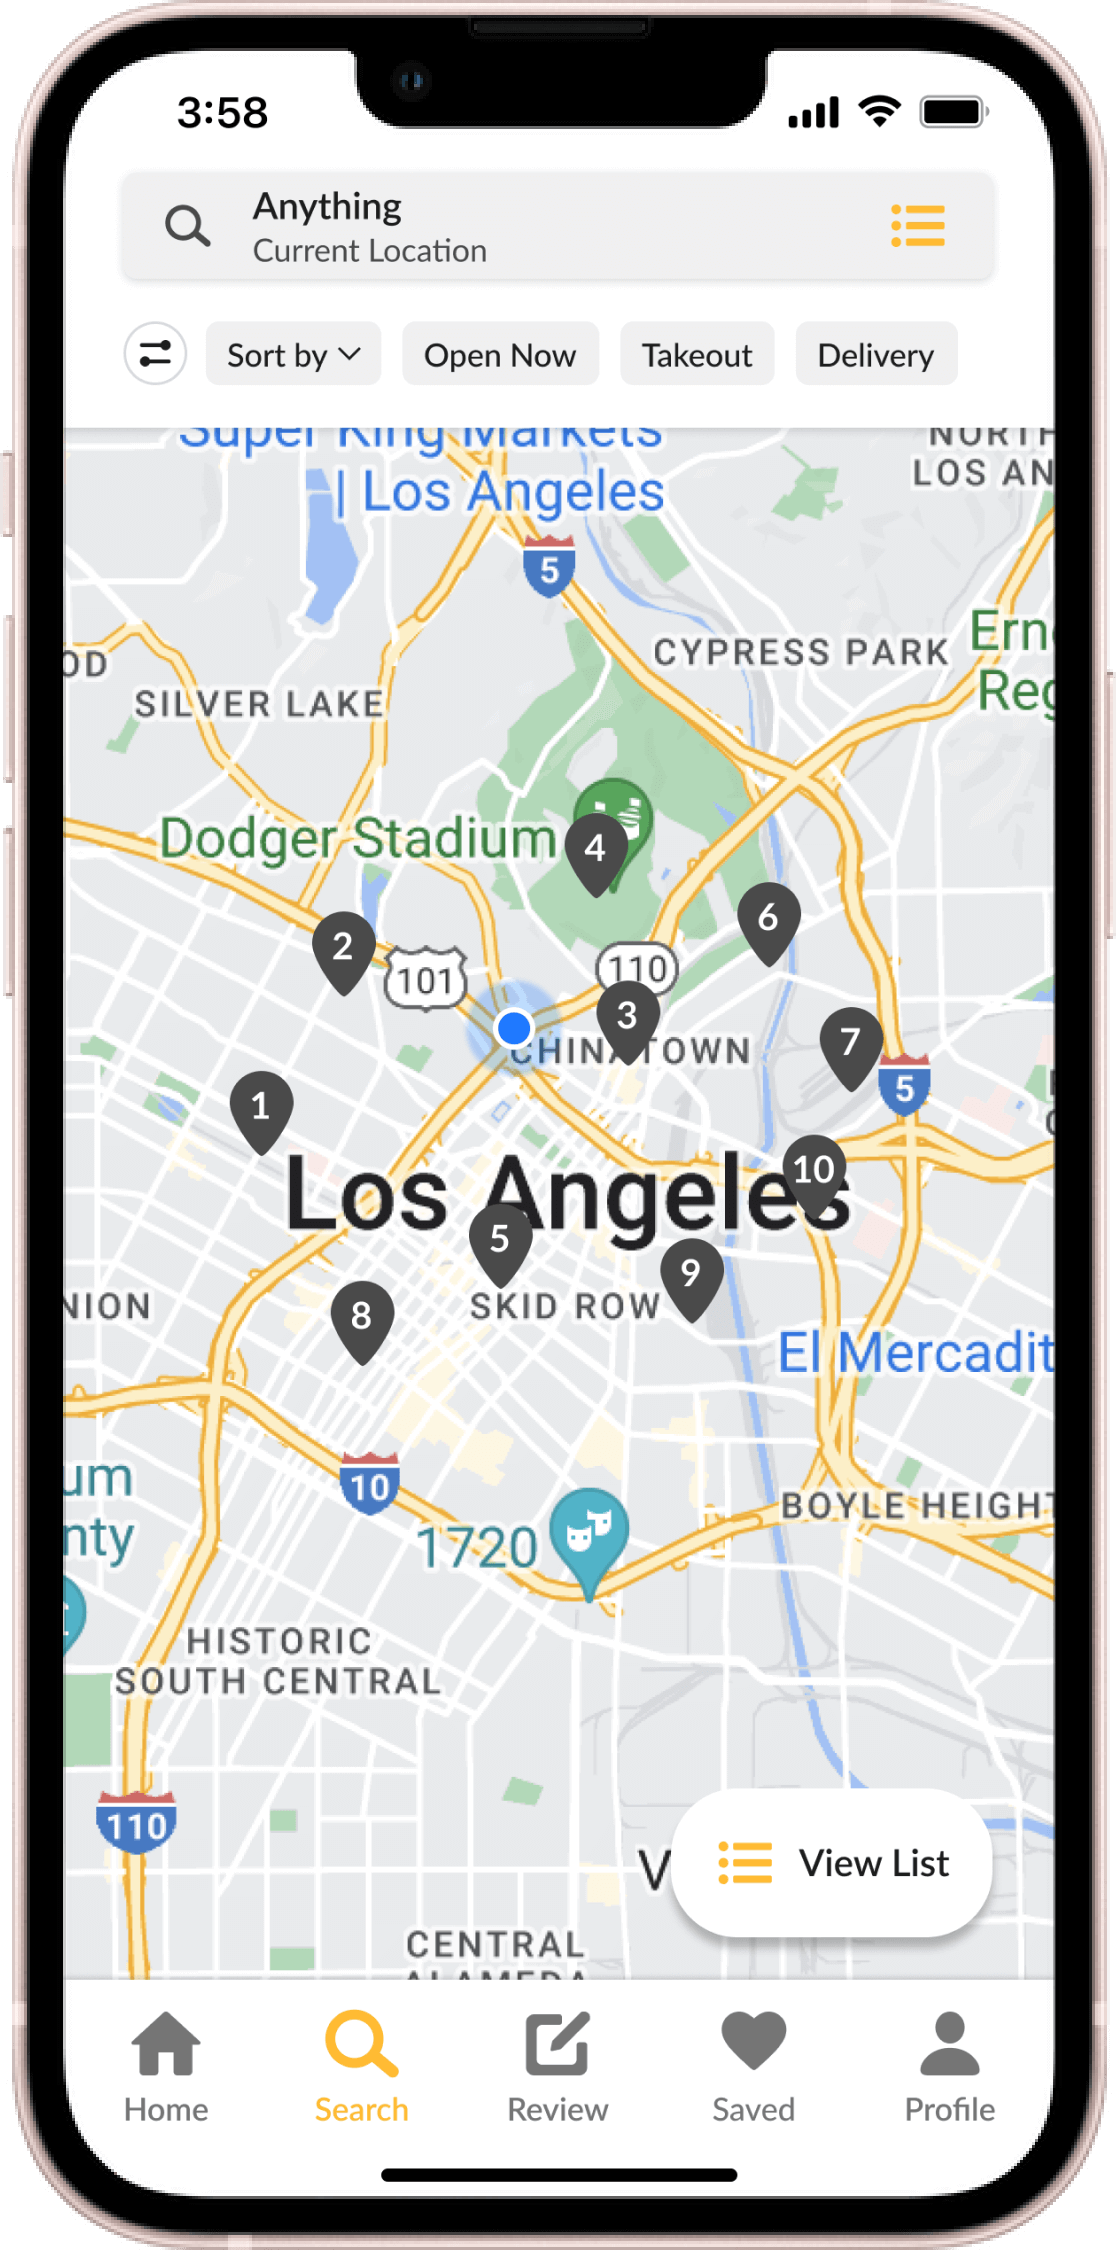 3:58
Anything
Current Location
Sort by
Open Now
Takeout
Delivery
Super King Markets
| Los Angeles
NORTH
LOS AN
5
CYPRESS PARK
Erne
Reg
OD
SILVER LAKE
Dodger Stadium
4
6
2
101
110
3
CHINATOWN
7
5
1
Los Angeles
10
5
9
SKID ROW
8
NION
El Mercadit
10
um
nty
1720
BOYLE HEIGHT
HISTORIC
SOUTH CENTRAL
110
V
View List
CENTRAL
ALAMEDA
Home
Search
Review
Saved
Profile